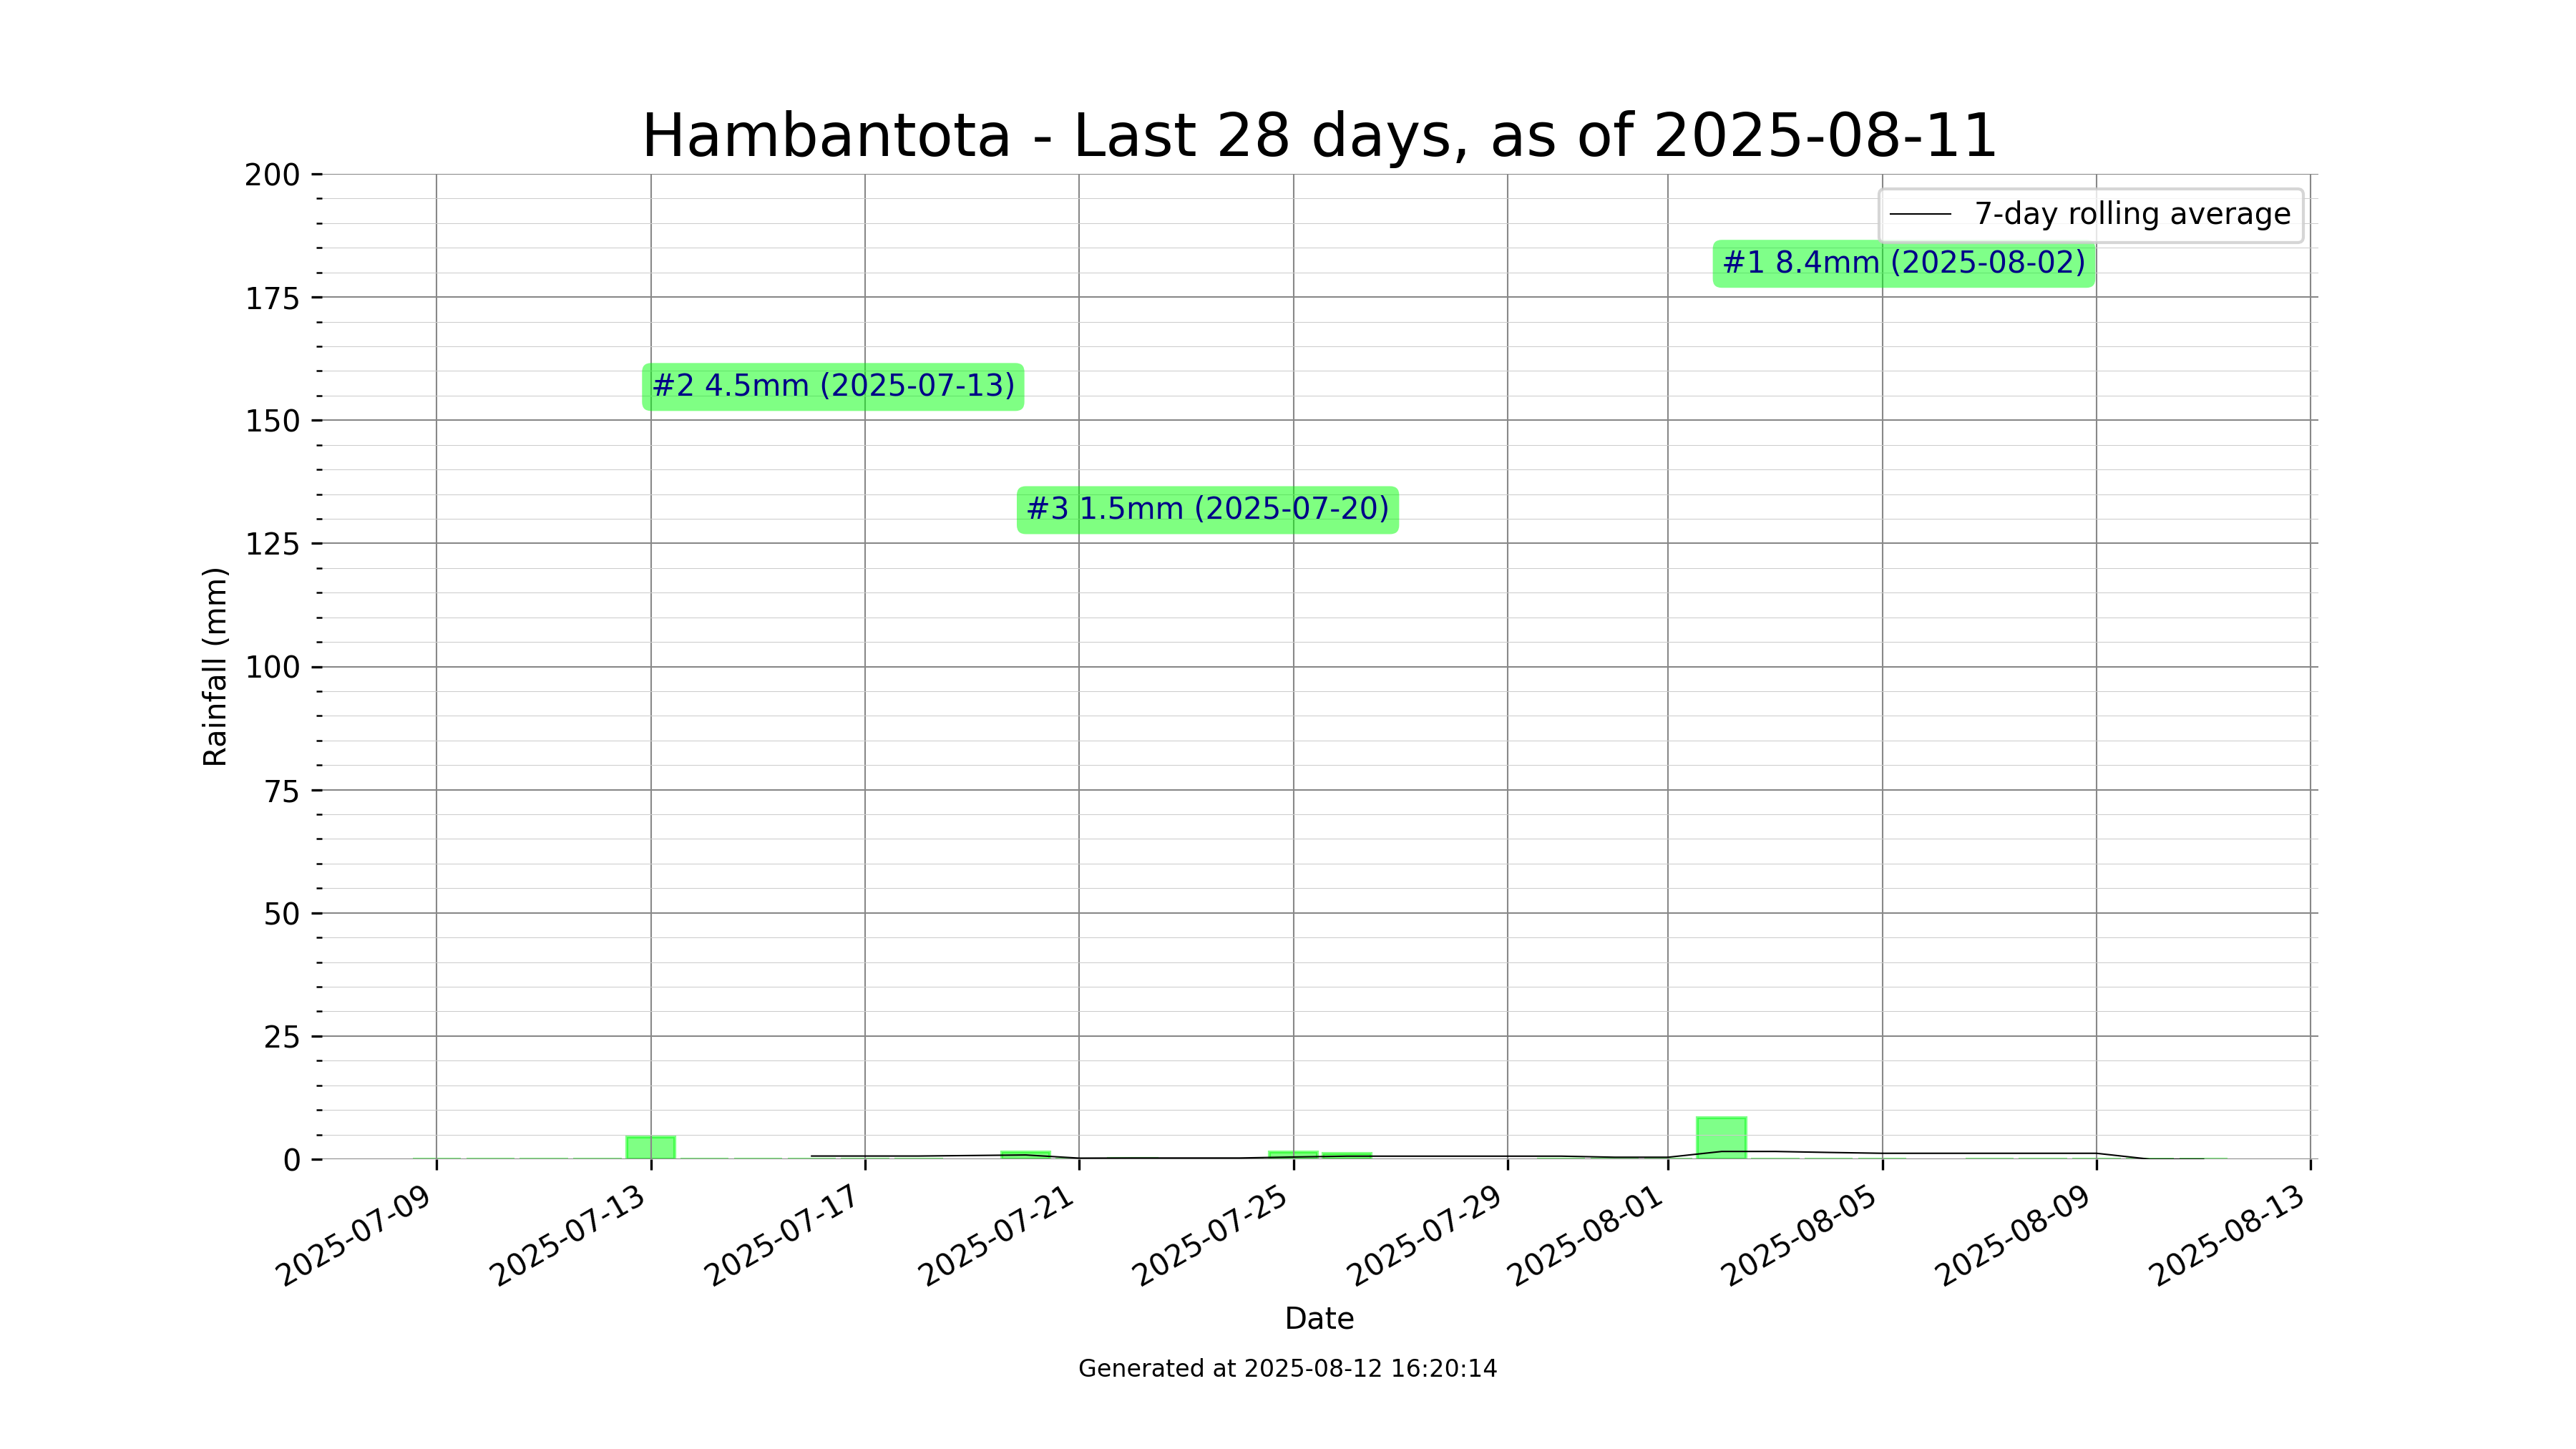 Hambantota - Last 28 days, as of 2025-08-11
200
175
150
125
100
75
50
25
0
Rainfall (mm)
7-day rolling average
#1 8.4mm (2025-08-02)
#2 4.5mm (2025-07-13)
#3 1.5mm (2025-07-20)
2025-07-09
2025-07-13
2025-07-17
2025-07-21
2025-07-25
2025-07-29
2025-08-01
2025-08-05
2025-08-09
2025-08-13
Date
Generated at 2025-08-12 16:20:14